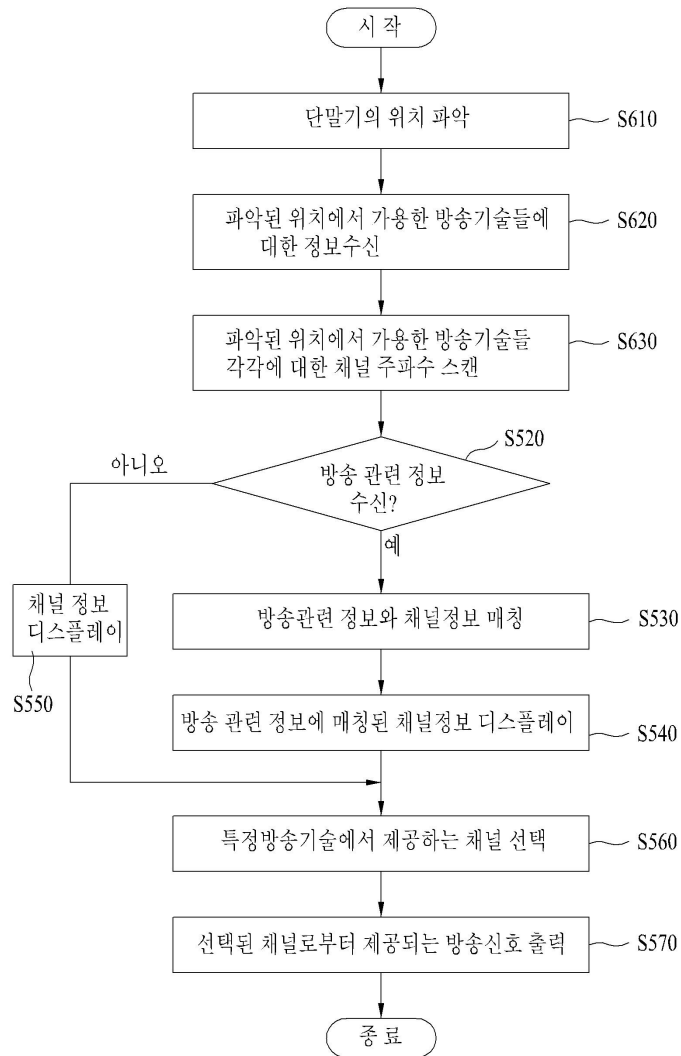 시 작
단말기의 위치 파악
S610
파악된 위치에서 가용한 방송기술들에
대한 정보수신
S620
파악된 위치에서 가용한 방송기술들
각각에 대한 채널 주파수 스캔
S630
S520
아니오
방송 관련 정보
수신?
예
채널 정보
디스플레이
S550
방송관련 정보와 채널정보 매칭
S530
방송 관련 정보에 매칭된 채널정보 디스플레이
S540
특정방송기술에서 제공하는 채널 선택
S560
선택된 채널로부터 제공되는 방송신호 출력
S570
종 료